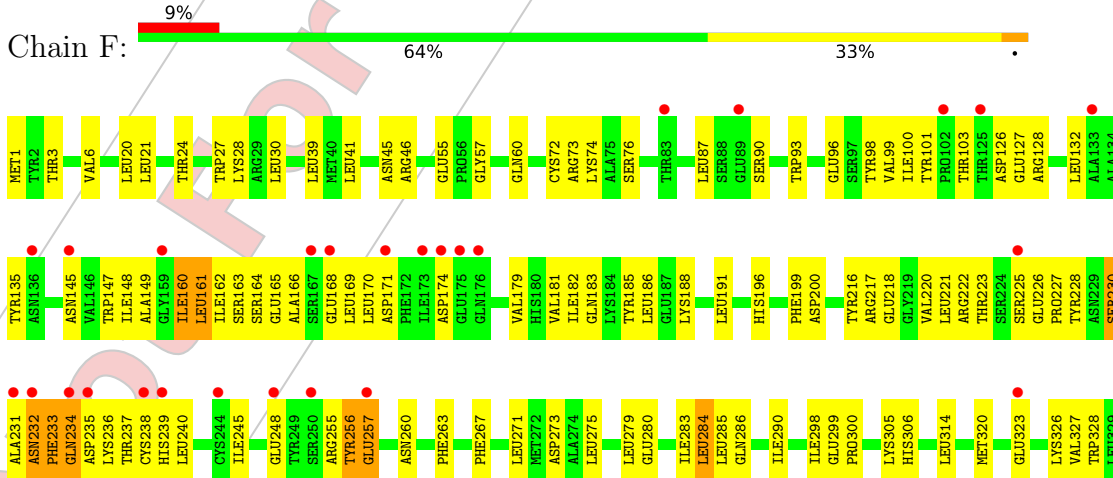 9%
Chain F:
64% 33% •
MET1 TYR2 THR3 VAL6 LEU20 LEU21 THR24 TRP27 LYS28 ARG29 LEU30 LEU39 MET40 LEU41 ASN45 ARG46 GLU55 PRO56 GLY57 GLN60 CYS72 ARG73 LYS74 ALA75 SER76 THR83 LEU87 SER88 GLU89 SER90 TRP93 GLU96 SER97 TYR98 VAL99 ILE100 TYR101 PRO102 THR103 THR125 ASP126 GLU127 ARG128 LEU132 ALA133
TYR135 ASN136 ASN145 VAL146 TRP147 ILE148 ALA149 GLY159 ILE160 LEU161 ILE162 SER163 SER164 GLU165 ALA166 SER167 GLU168 LEU169 LEU170 ASP171 PHE172 ILE173 ASP174 GLU175 GLN176 VAL179 HIS180 VAL181 ILE182 GLN183 LYS184 TYR185 LEU186 GLU187 LYS188 LEU191 HIS196 PHE199 ASP200 TYR216 ARG217 GLU218 GLY219 VAL220 LEU221 ARG222 THR223 SER224 SER225 GLU226 PRO227 TYR228 ASN229
ALA231 ASN232 PHE233 GLN234 ASP235 LYS236 THR237 CYS238 HIS239 LEU240 CYS244 ILE245 GLU248 TYR249 SER250 ARG255 TYR256 GLU257 ASN260 PHE263 PHE267 LEU271 MET272 ASP273 ALA274 LEU275 LEU279 GLU280 ILE283 LEU284 GLU285 GLN286 ILE290 ILE298 GLU299 PRO300 LYS305 HIS306 LEU314 MET320 GLU323 LYS326 VAL327 TRP328